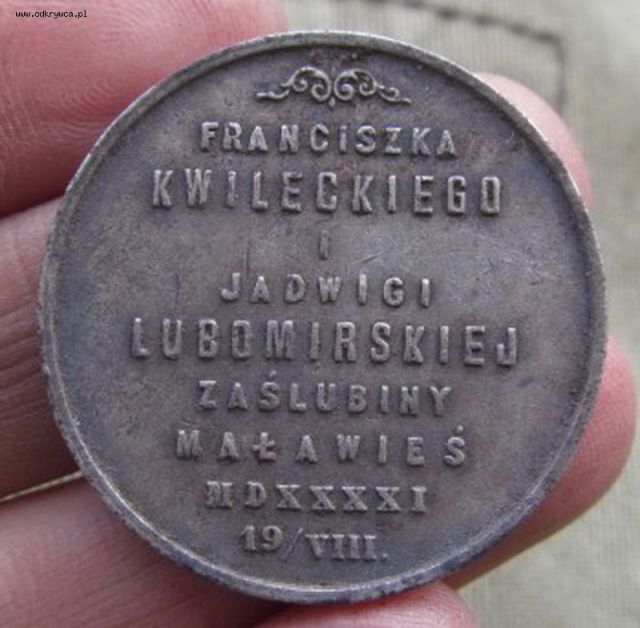 www.odkrywca.pl
FRANCISZKA
KWILECKIEGO
I
JADWIGI
LUBOMIRSKIEJ
ZAŚLUBINY
MAŁAWIEŚ
MDXXXXI
19/VIII.